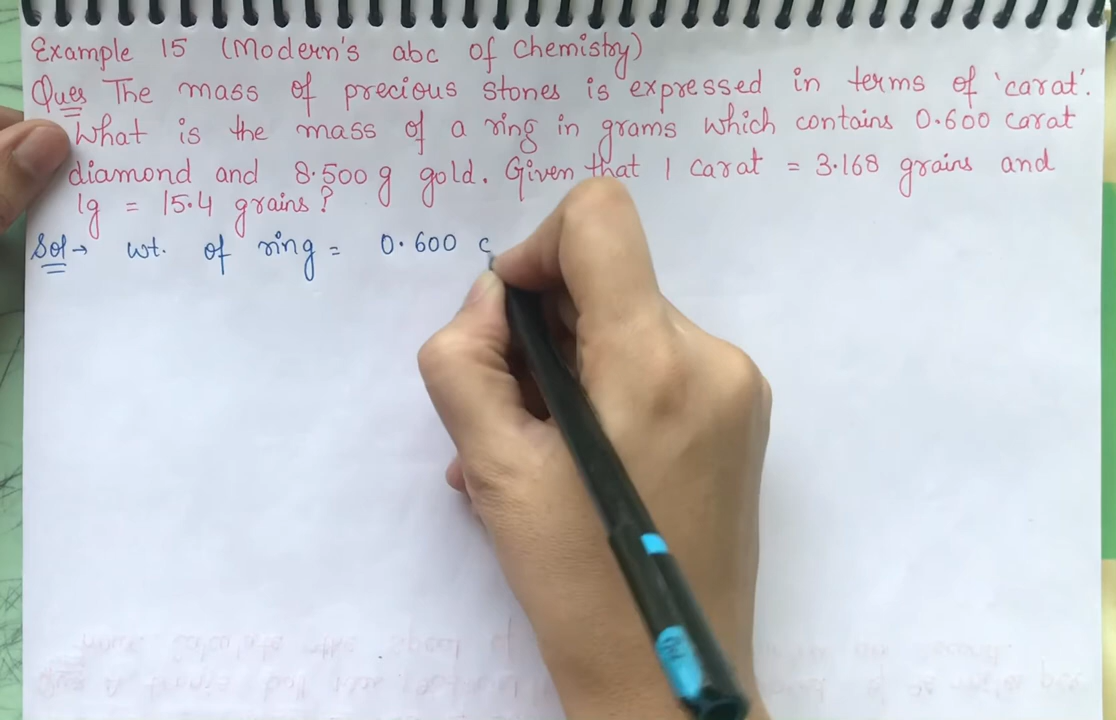 Example 15 (Modern's abc of Chemistry)
Ques The mass of precious stones is expressed in terms of 'carat'.
What is the mass of a ring in grams which contains 0.600 carat
diamond and 8.500 g gold. Given that 1 carat = 3.168 grains and
1g = 15.4 grains?
Sol→ wt. of ring = 0.600 c